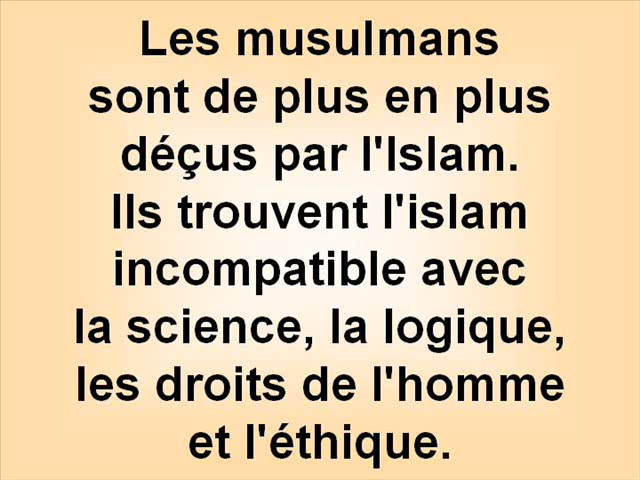 Les musulmans
sont de plus en plus
déçus par l'Islam.
Ils trouvent l'islam
incompatible avec
la science, la logique,
les droits de l'homme
et l'éthique.